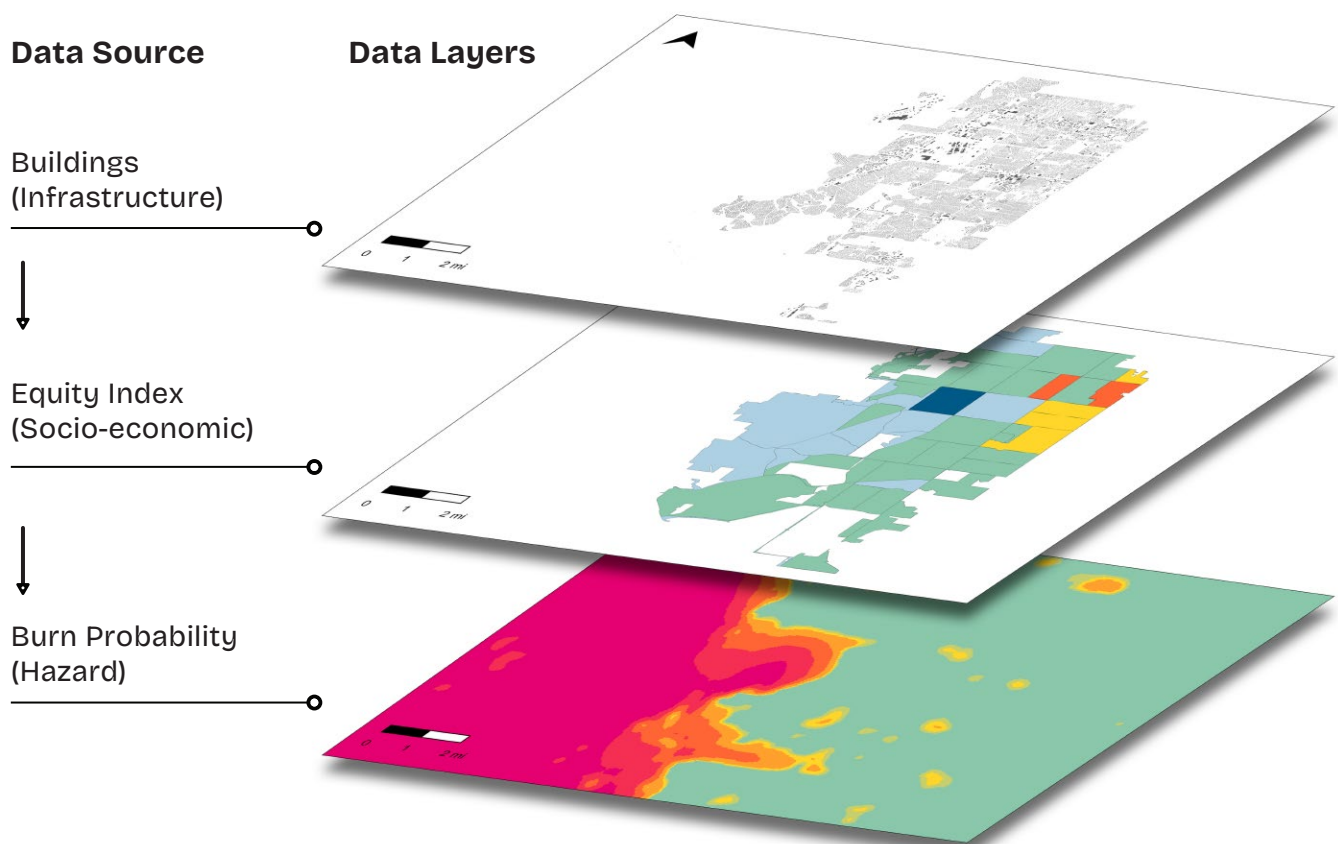 Data Source
Data Layers
Buildings
(Infrastructure)
0 1 2 mi
Equity Index
(Socio-economic)
0 1 2 mi
Burn Probability
(Hazard)
0 1 2 mi